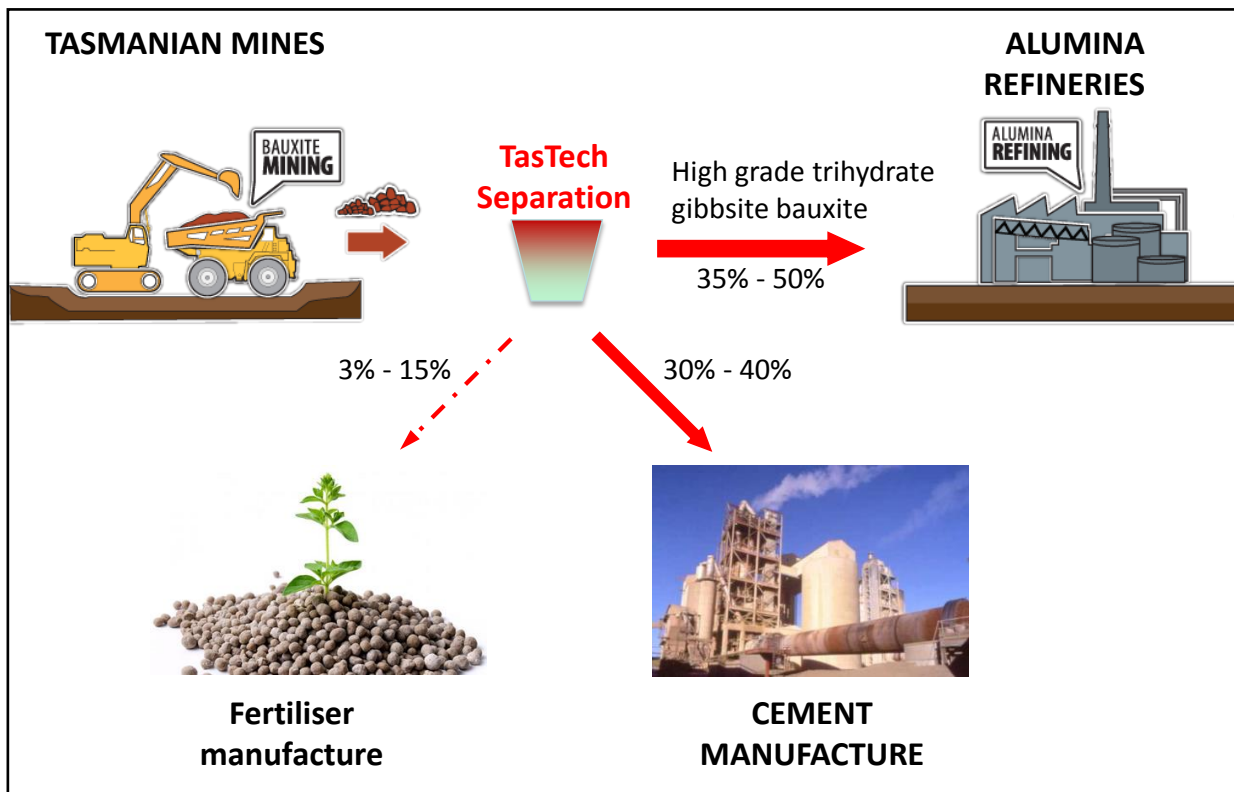 TASMANIAN MINES
ALUMINA
REFINERIES
BAUXITE
MINING
TasTech
Separation
High grade trihydrate
gibbsite bauxite
35% - 50%
ALUMINA
REFINING
3% - 15%
30% - 40%
Fertiliser
manufacture
CEMENT
MANUFACTURE